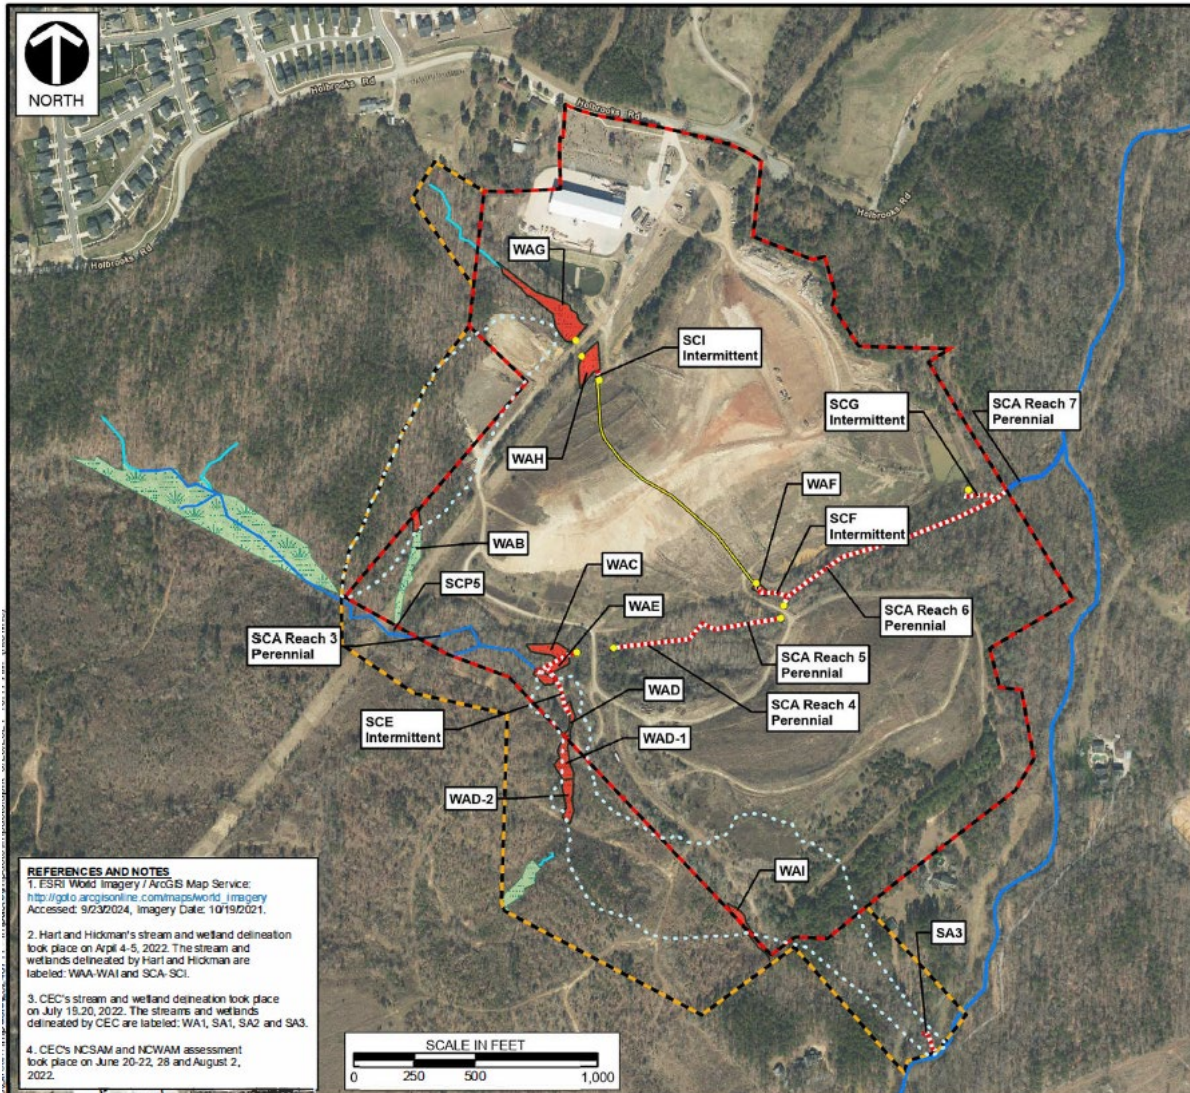 NORTH
Holbrooks Rd
Holbrooks Rd
Holbrooks Rd
Holbrooks Rd
WAG
SCI
Intermittent
SCG
Intermittent
SCA Reach 7
Perennial
WAH
WAF
SCF
Intermittent
WAB
WAC
SCP5
WAE
SCA Reach 3
Perennial
SCA Reach 6
Perennial
SCA Reach 5
Perennial
WAD
SCA Reach 4
Perennial
SCE
Intermittent
WAD-1
WAD-2
WAI
SA3
REFERENCES AND NOTES
1. ESRI World Imagery / ArcGIS Map Service:
http://goto.arcgisonline.com/maps/world_imagery
Accessed: 9/23/2024, Imagery Date: 10/19/2021.
2. Hart and Hickman's stream and wetland delineation
took place on Arpil 4-5, 2022. The stream and
wetlands delineated by Hart and Hickman are
labeled: WAA-WAI and SCA-SCI.
3. CEC's stream and wetland delineation took place
on July 19.20, 2022. The streams and wetlands
delineated by CEC are labeled: WA1, SA1, SA2 and SA3.
4. CEC's NCSAM and NCWAM assessment
took place on June 20-22, 28 and August 2,
2022.
SCALE IN FEET
0 250 500 1,000